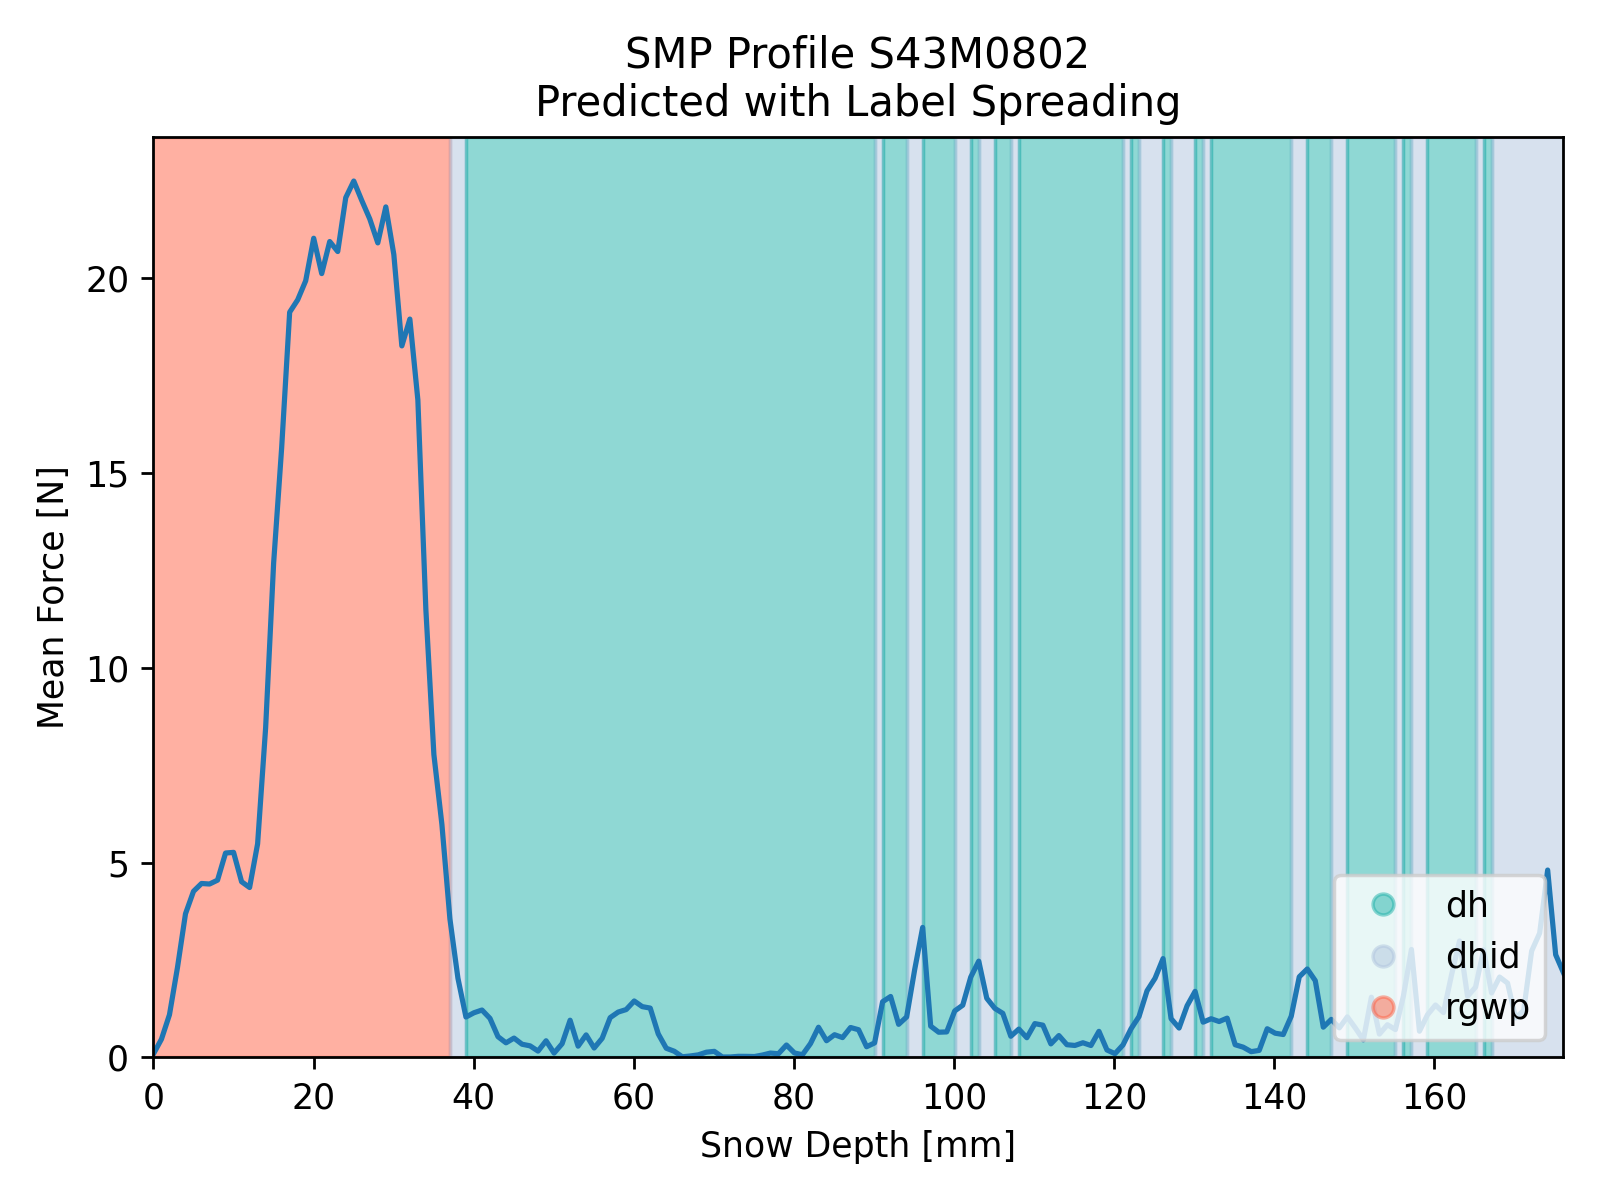 SMP Profile S43M0802
Predicted with Label Spreading
Mean Force [N]
20
15
10
5
0
0 20 40 60 80 100 120 140 160
Snow Depth [mm]
dh
dhid
rgwp